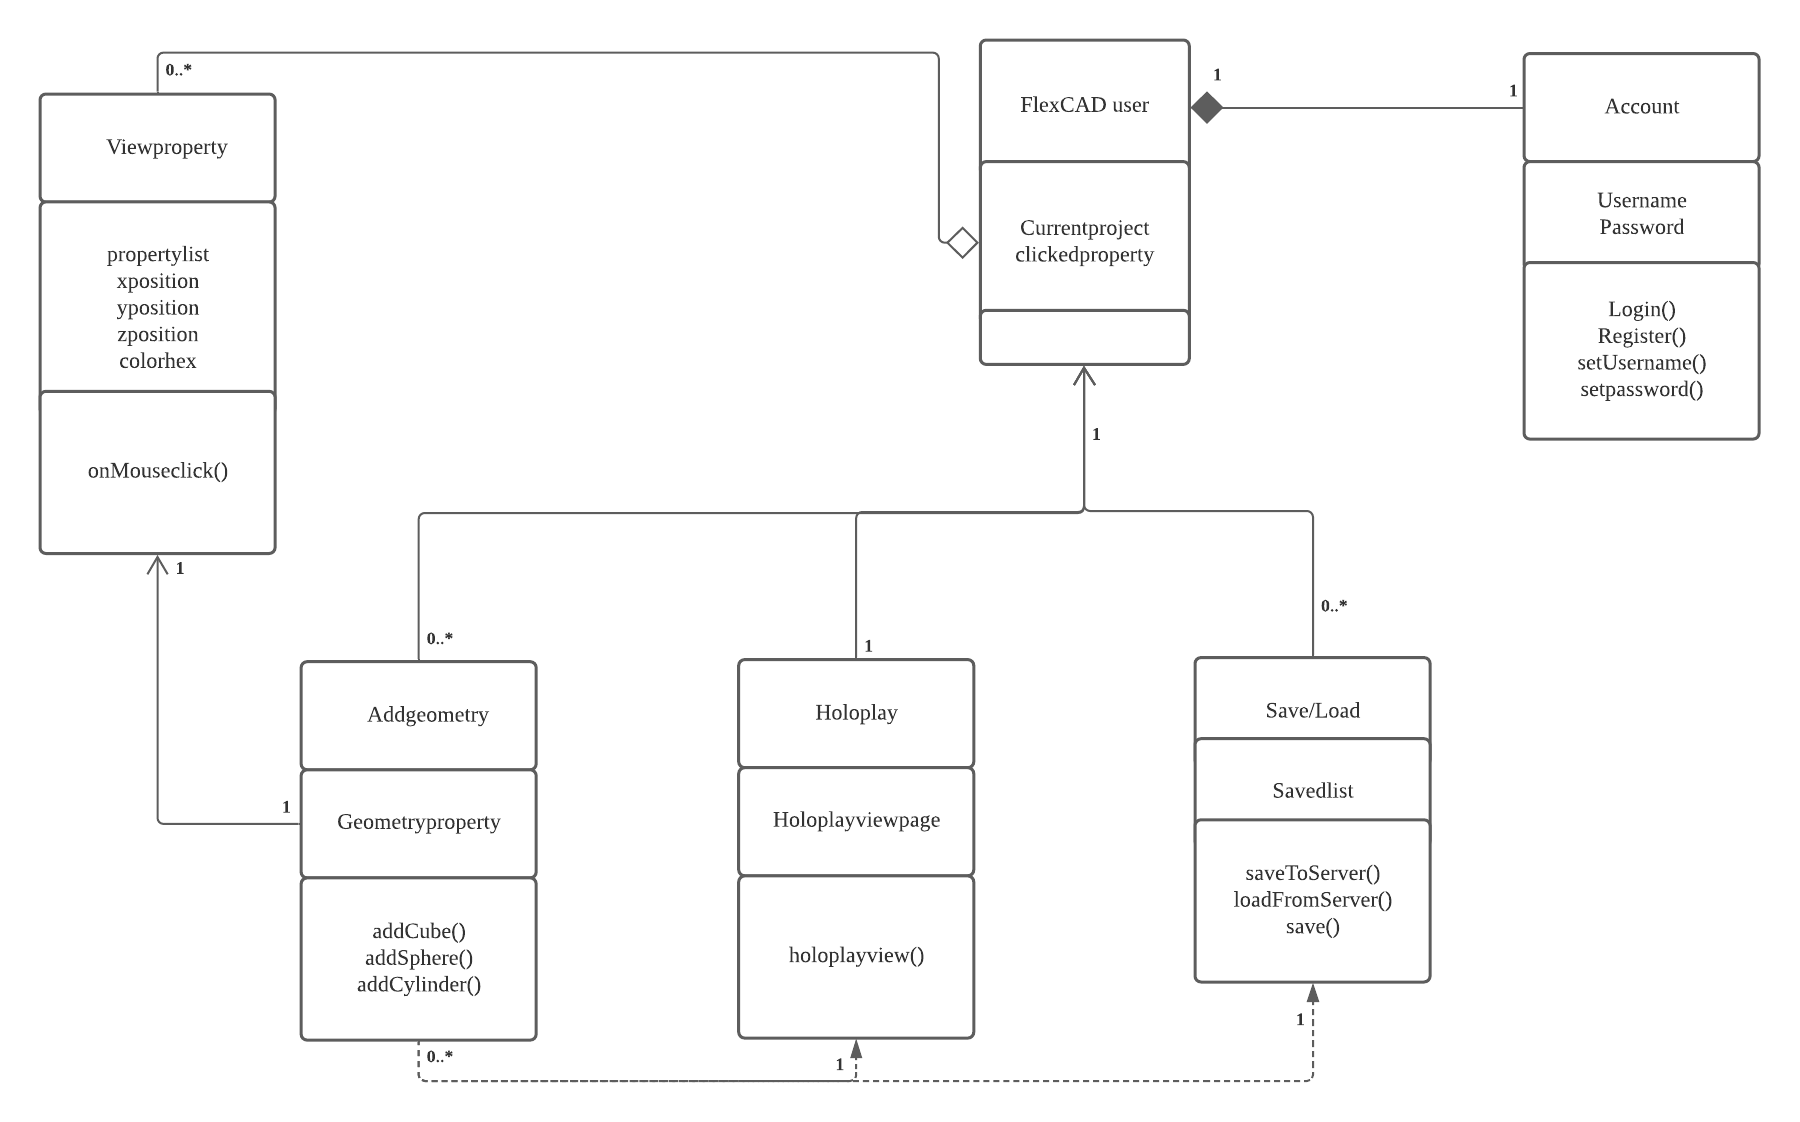 0..*
Viewproperty
propertylist
xposition
yposition
zposition
colorhex
onMouseclick()
1
FlexCAD user
Currentproject
clickedproperty
1
1
Account
Username
Password
Login()
Register()
setUsername()
setpassword()
1
0..*
1
0..*
1
Addgeometry
Geometryproperty
addCube()
addSphere()
addCylinder()
0..*
Holoplay
Holoplayviewpage
holoplayview()
1
Save/Load
Savedlist
saveToServer()
loadFromServer()
save()
1